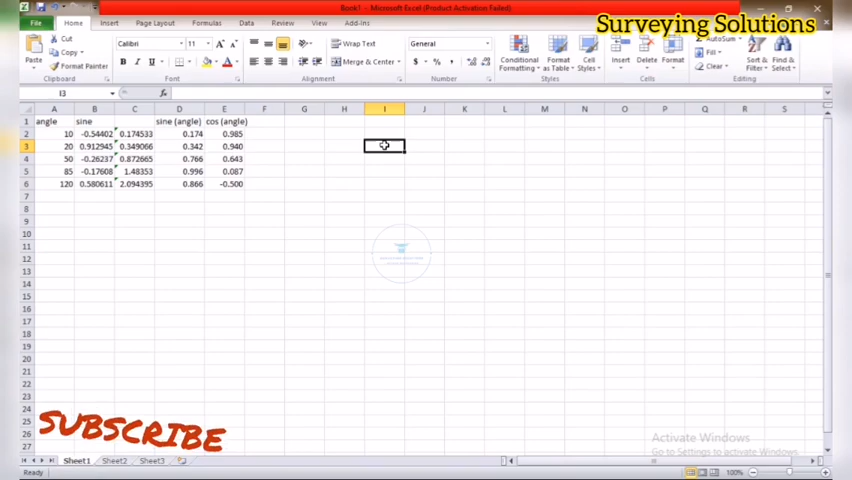 Book1 - Microsoft Excel (Product Activation Failed)
Surveying Solutions
File Home Insert Page Layout Formulas Data Review View Add-Ins
Cut
Copy
Format Painter
Paste
Clipboard
Calibri 11
B I U
Font
Wrap Text
Merge & Center
Alignment
General
$ % ,
Number
Conditional Formatting
Format as Table
Cell Styles
Styles
Insert Delete Format
Cells
AutoSum
Fill
Clear
Sort & Filter
Find & Select
Editing
I3 fx
A B C D E F G H I J K L M N O P Q R S
1 angle sine sine (angle) cos (angle)
2 10 -0.54402 0.174533 0.174 0.985
3 20 0.912945 0.349066 0.342 0.940
4 50 -0.26237 0.872665 0.766 0.643
5 85 -0.17608 1.48353 0.996 0.087
6 120 0.580611 2.094395 0.866 -0.500
7
8
9
10
11
12
13
14
15
16
17
18
19
20
21
22
23
24
25
26
27
SUBSCRIBE
Activate Windows
Go to Settings to activate Windows.
Sheet1 Sheet2 Sheet3
Ready 100%